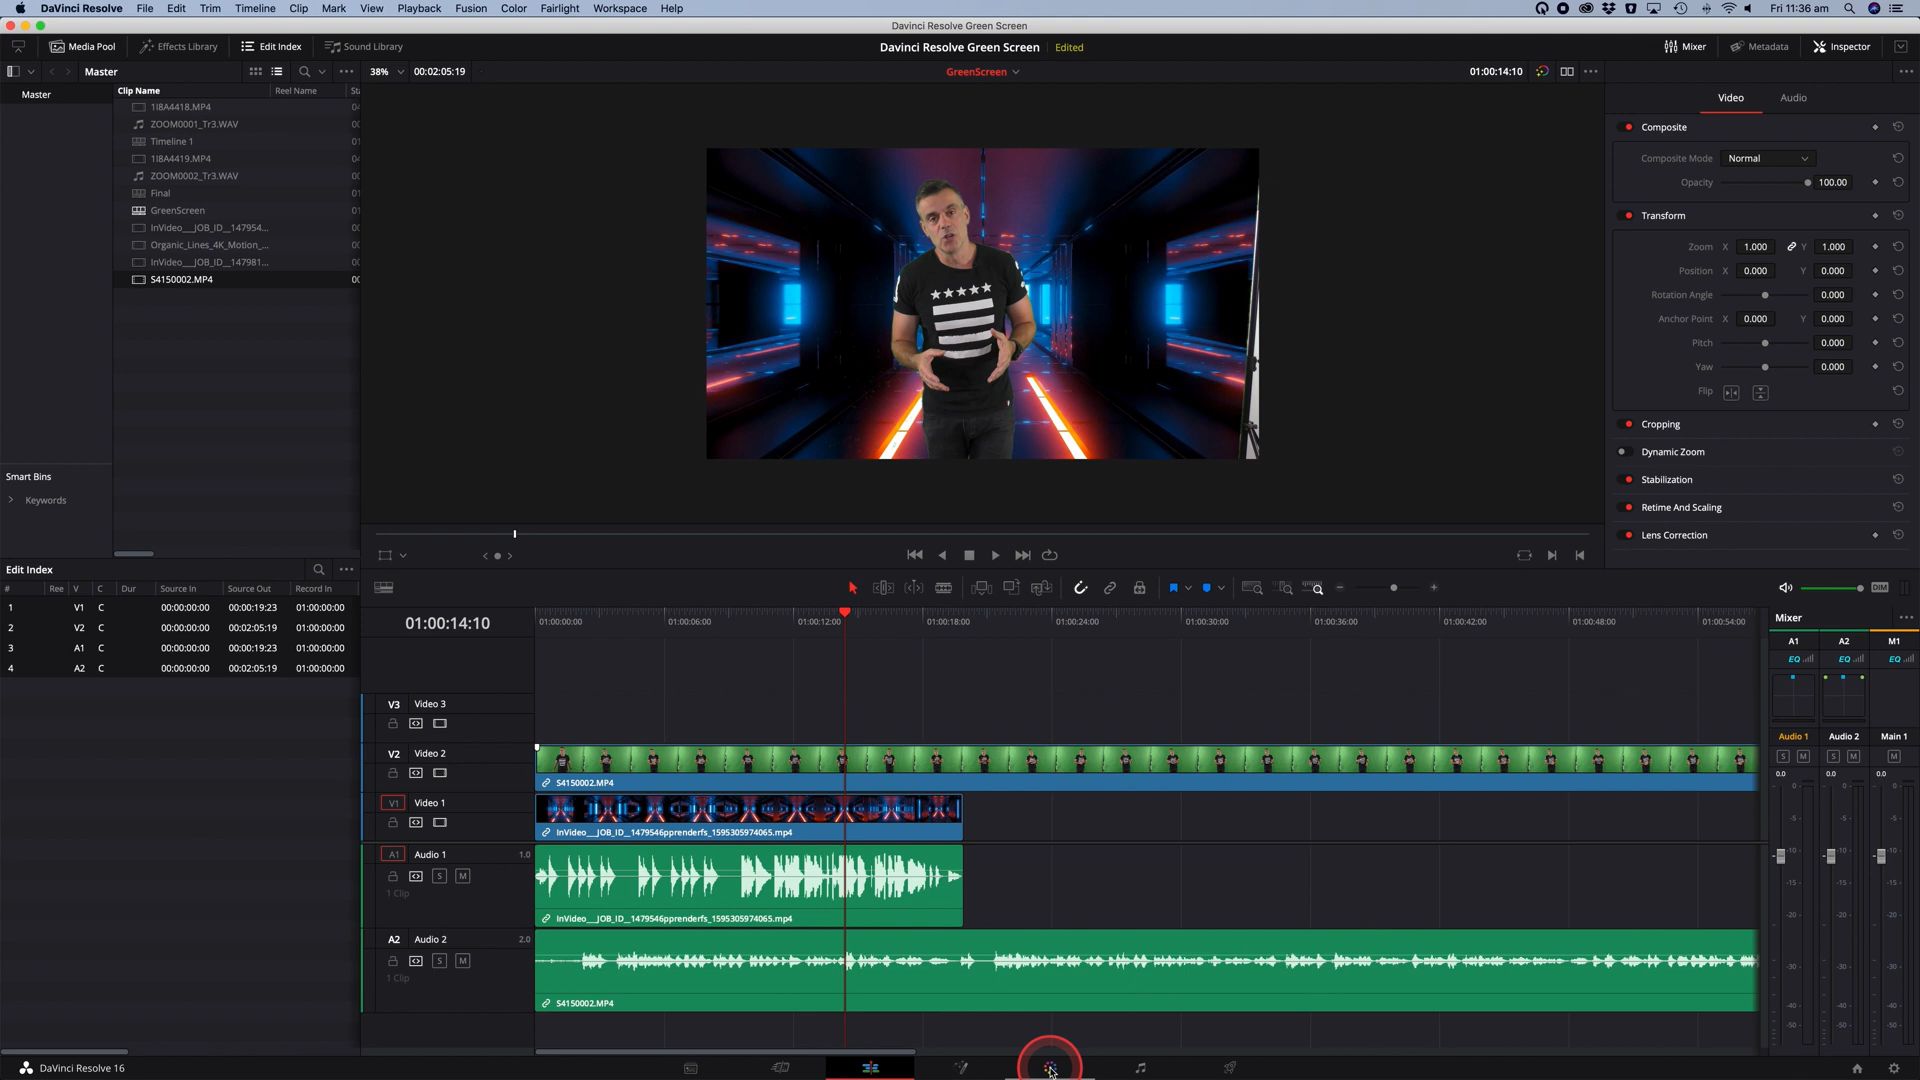 DaVinci Resolve File Edit Trim Timeline Clip Mark View Playback Fusion Color Fairlight Workspace Help Fri 11:36 am
Davinci Resolve Green Screen
Media Pool Effects Library Edit Index Sound Library Davinci Resolve Green Screen Edited Mixer Metadata Inspector
Master 38% 00:02:05:19 GreenScreen 01:00:14:10
Master
Clip Name Reel Name
1I8A4418.MP4
ZOOM0001_Tr3.WAV
Timeline 1
1I8A4419.MP4
ZOOM0002_Tr3.WAV
Final
GreenScreen
InVideo___JOB_ID__147954...
Organic_Lines_4K_Motion_...
InVideo___JOB_ID__147981...
S4150002.MP4
Smart Bins
Keywords
Video Audio
Composite
Composite Mode Normal
Opacity 100.00
Transform
Zoom X 1.000 Y 1.000
Position X 0.000 Y 0.000
Rotation Angle 0.000
Anchor Point X 0.000 Y 0.000
Pitch 0.000
Yaw 0.000
Flip
Cropping
Dynamic Zoom
Stabilization
Retime And Scaling
Lens Correction
Edit Index
# Ree V C Dur Source In Source Out Record In
1 V1 C 00:00:00:00 00:00:19:23 01:00:00:00
2 V2 C 00:00:00:00 00:02:05:19 01:00:00:00
3 A1 C 00:00:00:00 00:00:19:23 01:00:00:00
4 A2 C 00:00:00:00 00:02:05:19 01:00:00:00
DIM
01:00:14:10 01:00:00:00 01:00:06:00 01:00:12:00 01:00:18:00 01:00:24:00 01:00:30:00 01:00:36:00 01:00:42:00 01:00:48:00 01:00:54:00
V3 Video 3
V2 Video 2
S4150002.MP4
V1 Video 1
InVideo___JOB_ID__1479546pprenderfs_1595305974065.mp4
A1 Audio 1 1.0
S M
1 Clip
InVideo___JOB_ID__1479546pprenderfs_1595305974065.mp4
A2 Audio 2 2.0
S M
1 Clip
S4150002.MP4
Mixer
A1 A2 M1
EQ EQ EQ
Audio 1 Audio 2 Main 1
S M S M M
0.0 0.0 0.0
DaVinci Resolve 16